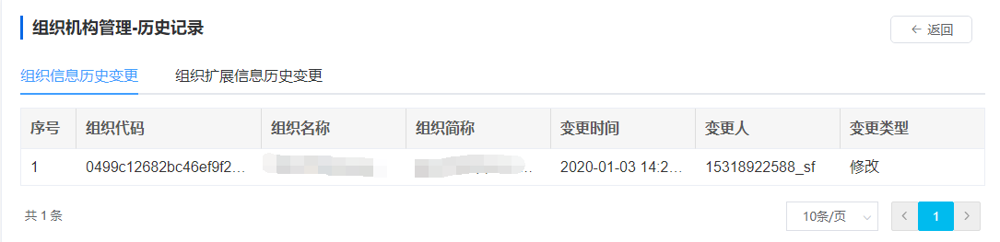 组织机构管理-历史记录
返回
组织信息历史变更 组织扩展信息历史变更
序号 组织代码 组织名称 组织简称 变更时间 变更人 变更类型
1 0499c12682bc46ef9f2... 2020-01-03 14:2... 15318922588_sf 修改
共 1 条 10条/页 1